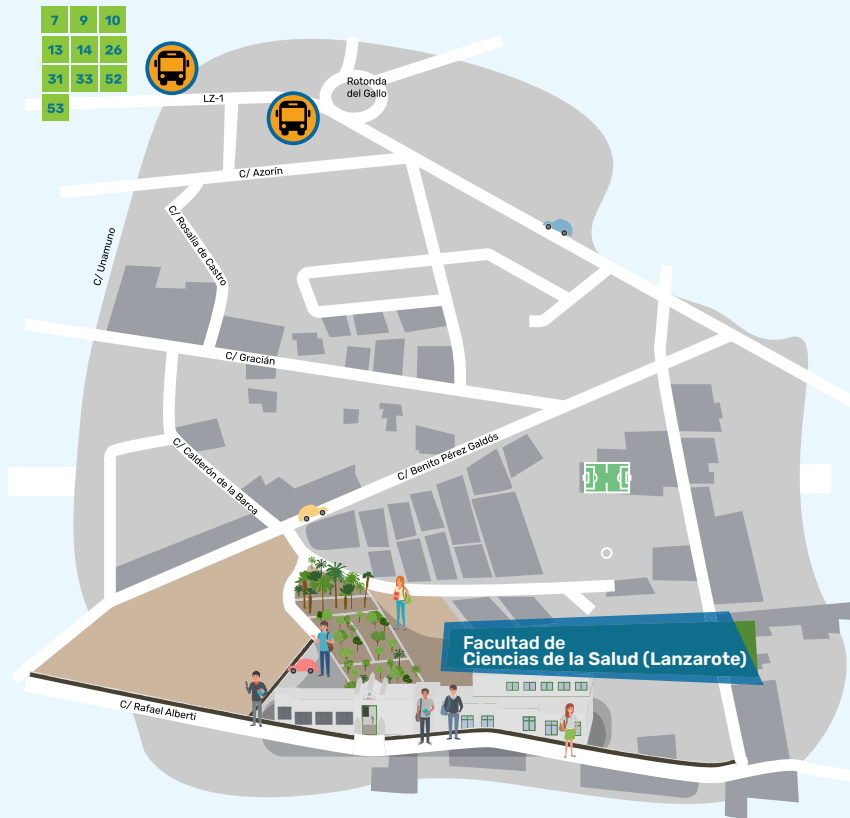 7 9 10
13 14 26
31 33 52
53
Rotonda
del Gallo
LZ-1
C/ Azorín
C/ Rosalia de Castro
C/ Unamuno
C/ Gracián
C/ Benito Pérez Galdós
C/ Calderón de la Barca
Facultad de
Ciencias de la Salud (Lanzarote)
C/ Rafael Alberti